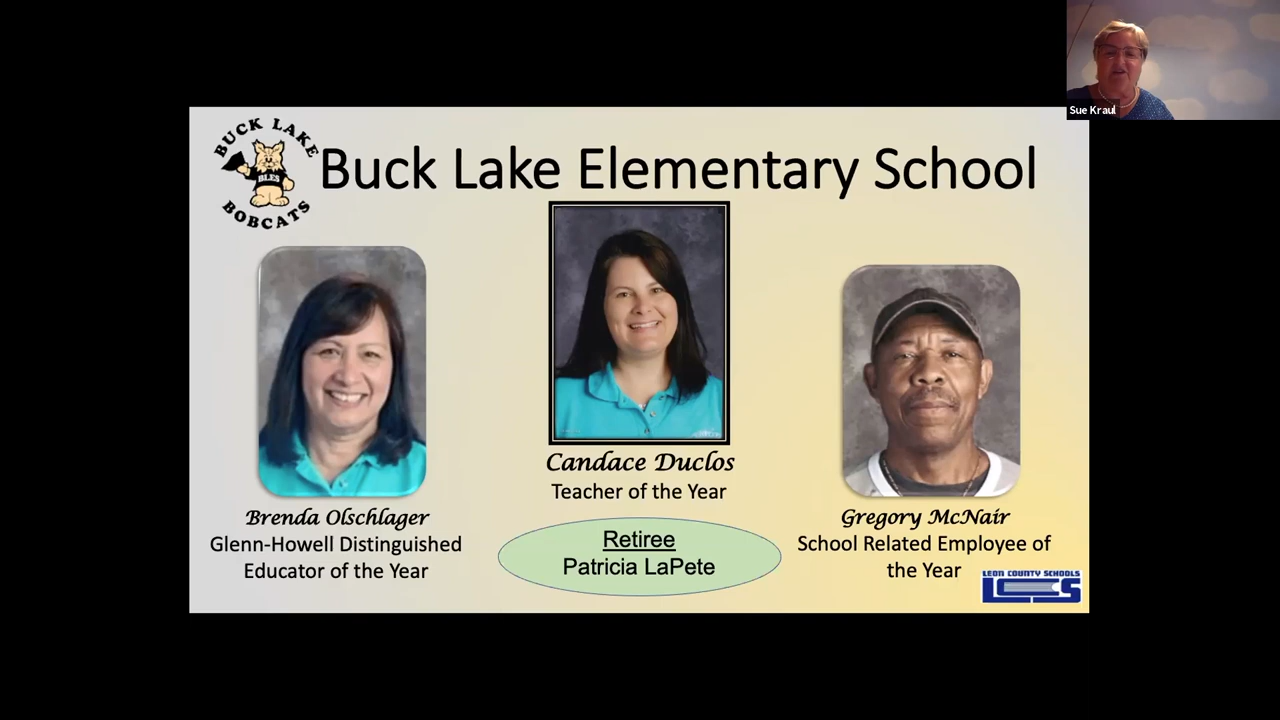 Sue Kraul
BUCK LAKE
BLES
BOBCATS
Buck Lake Elementary School
Candace Duclos
Teacher of the Year
Brenda Olschlager
Glenn-Howell Distinguished
Educator of the Year
Retiree
Patricia LaPete
Gregory McNair
School Related Employee of
the Year
LEON COUNTY SCHOOLS
LCS